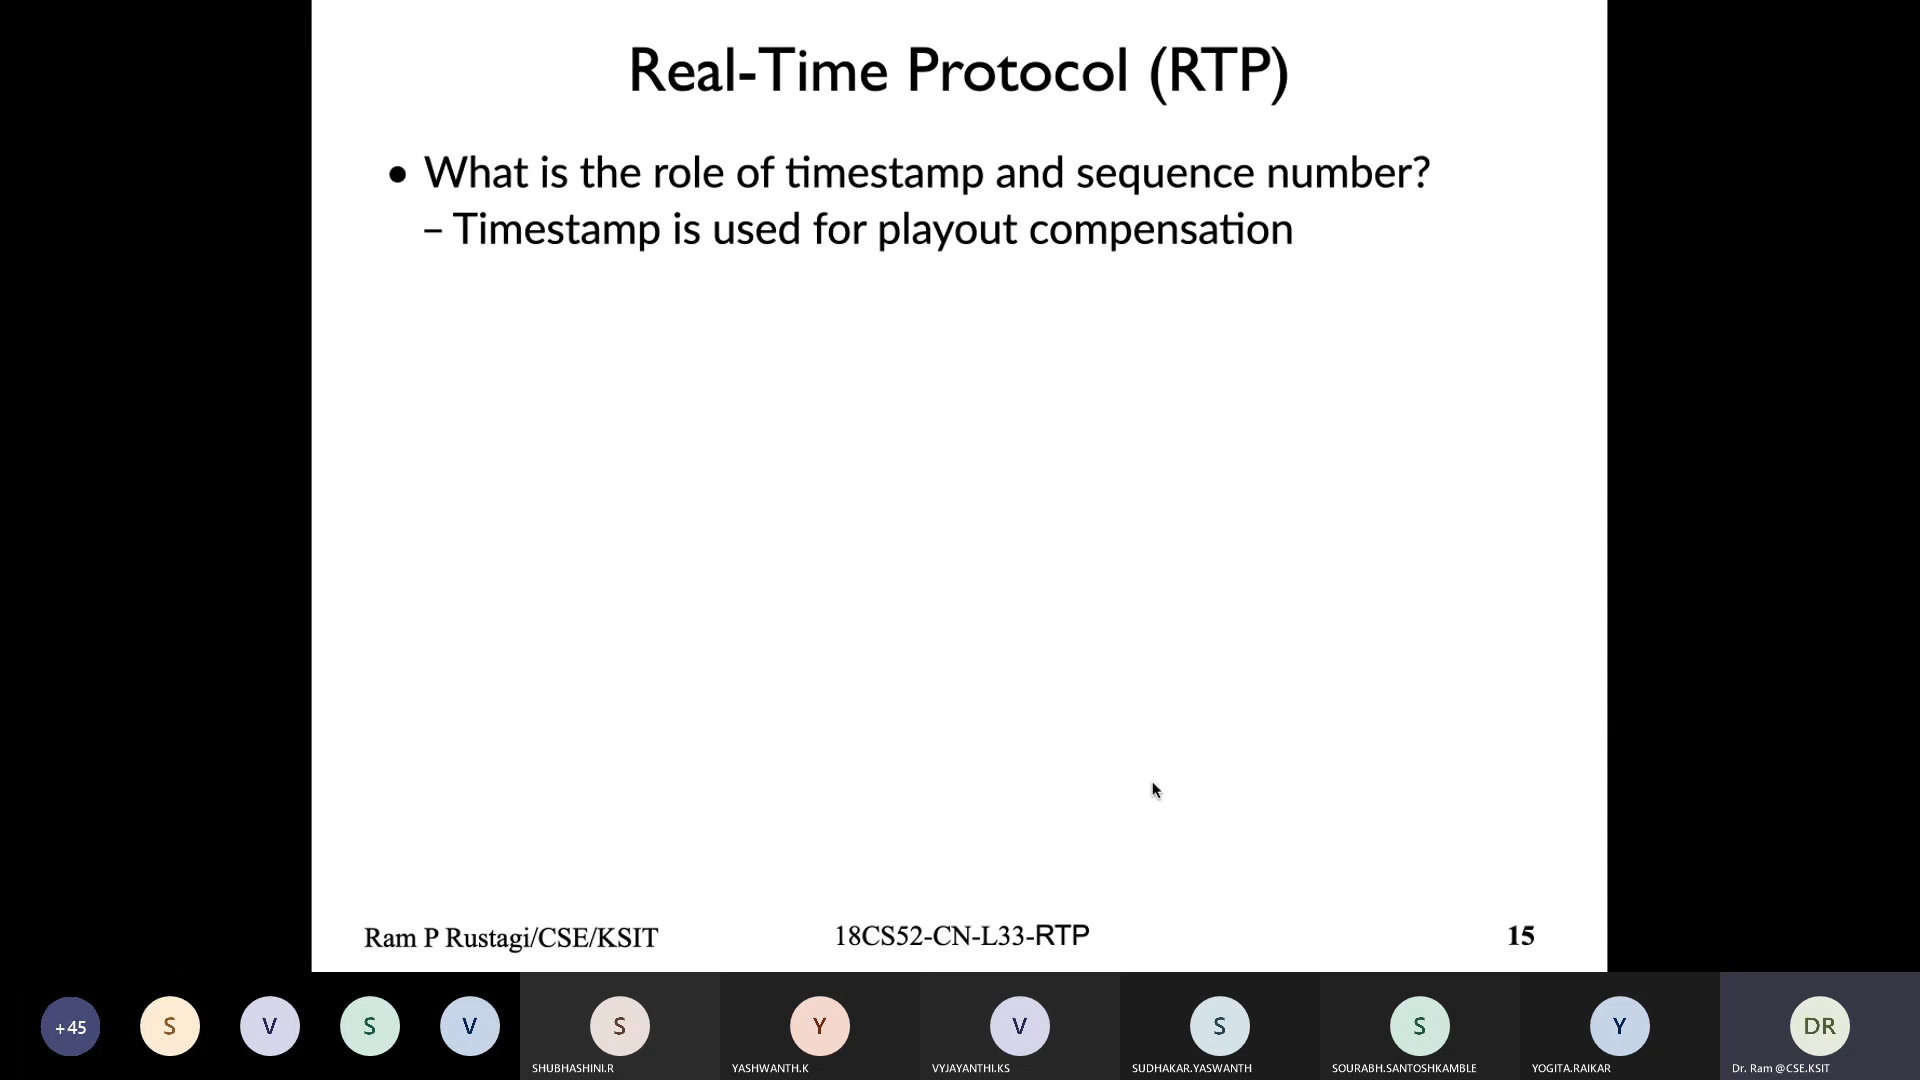 Real-Time Protocol (RTP)
• What is the role of timestamp and sequence number?
– Timestamp is used for playout compensation
Ram P Rustagi/CSE/KSIT
18CS52-CN-L33-RTP
15
+45
S
V
S
V
S
SHUBHASHINI.R
Y
YASHWANTH.K
V
VYJAYANTHI.KS
S
SUDHAKAR.YASWANTH
S
SOURABH.SANTOSHKAMBLE
Y
YOGITA.RAIKAR
DR
Dr. Ram @CSE.KSIT